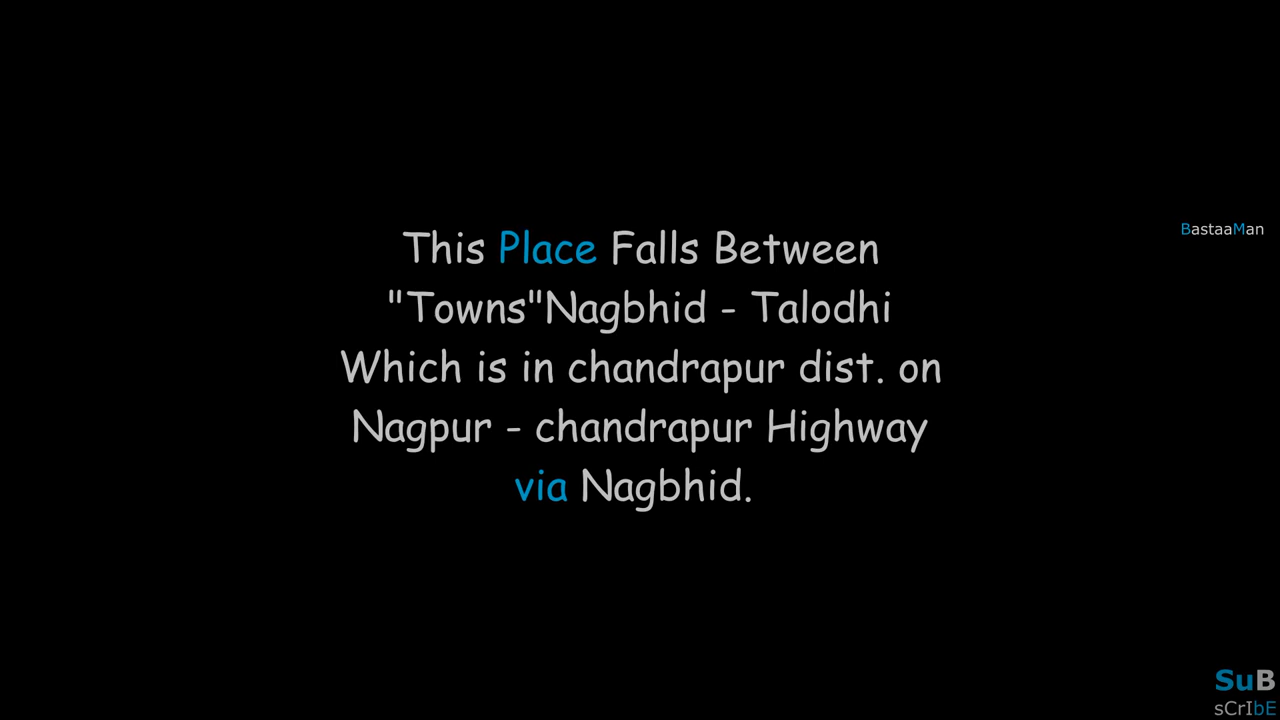 This Place Falls Between
"Towns"Nagbhid - Talodhi
Which is in chandrapur dist. on
Nagpur - chandrapur Highway
via Nagbhid.
BastaaMan
SuB
sCrIbE